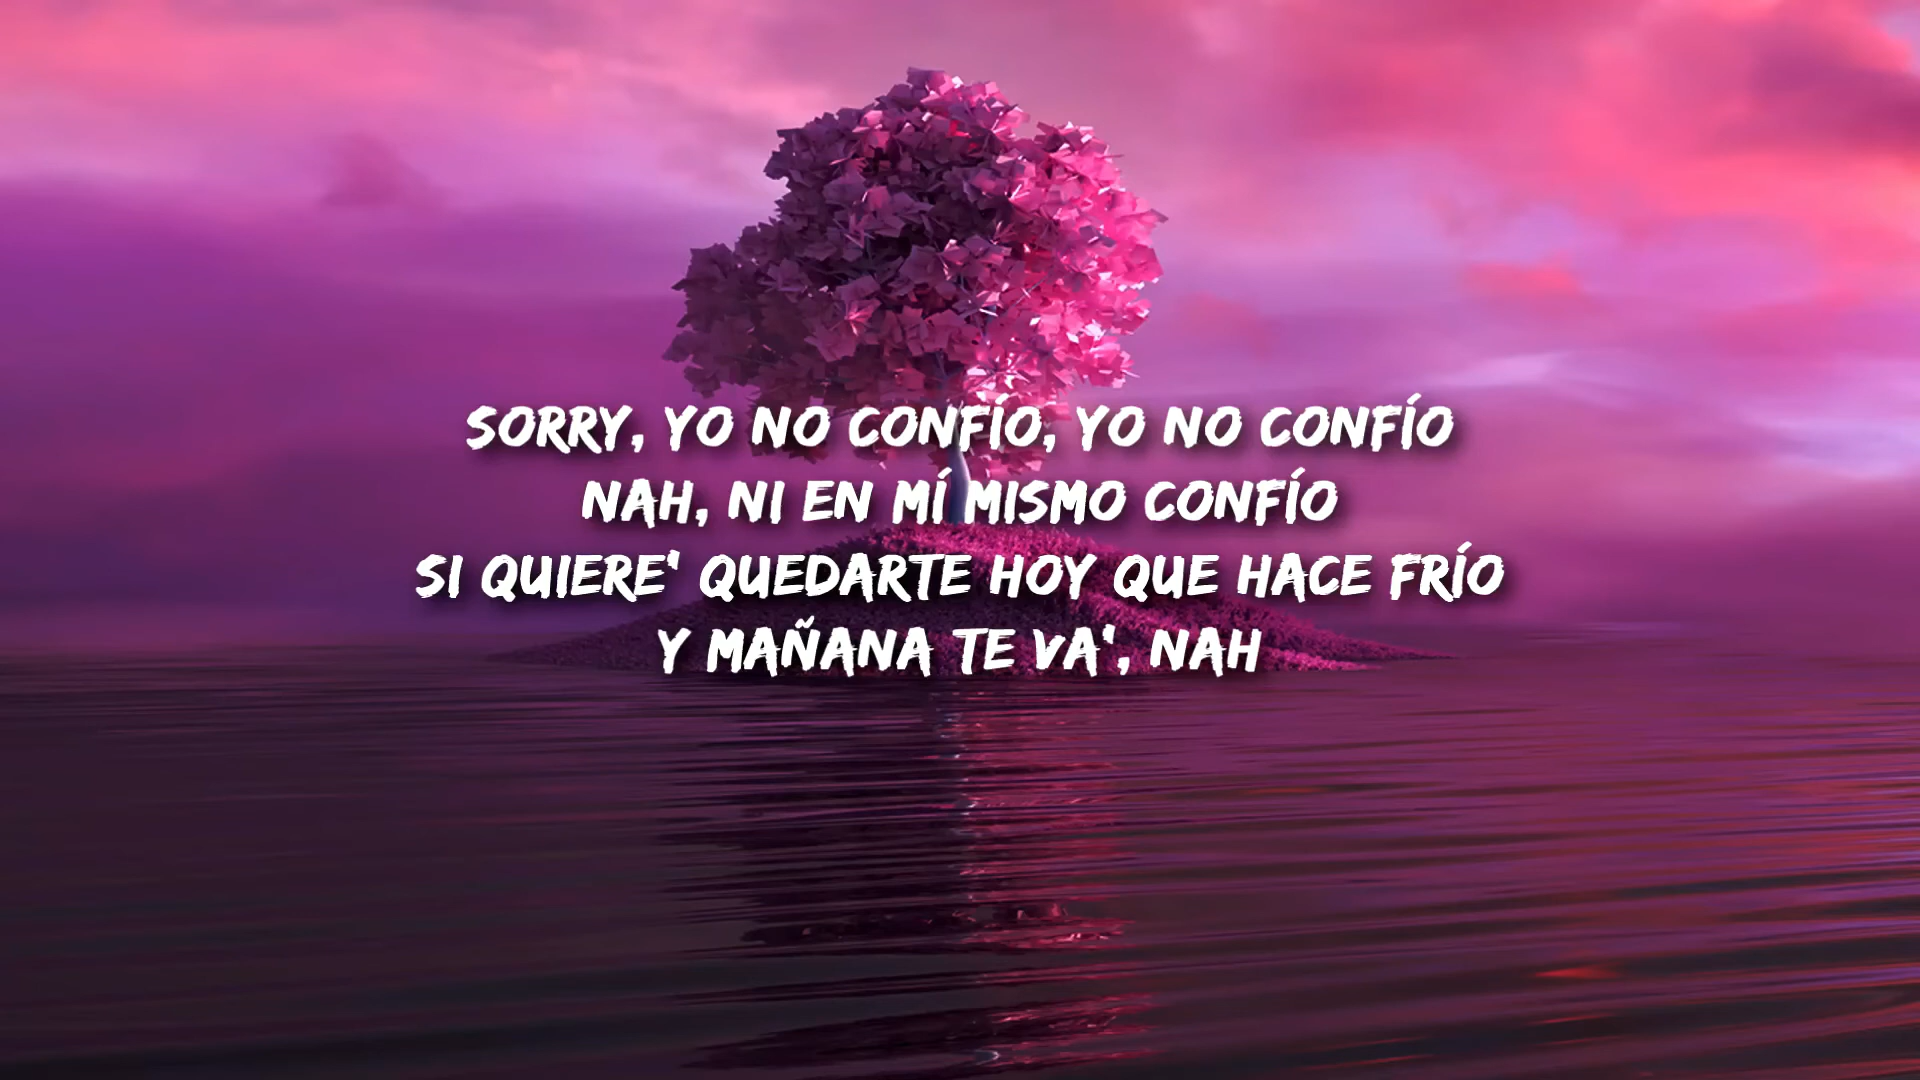 SORRY, YO NO CONFÍO, YO NO CONFÍO
NAH, NI EN MÍ MISMO CONFÍO
SI QUIERE' QUEDARTE HOY QUE HACE FRÍO
Y MAÑANA TE VA', NAH